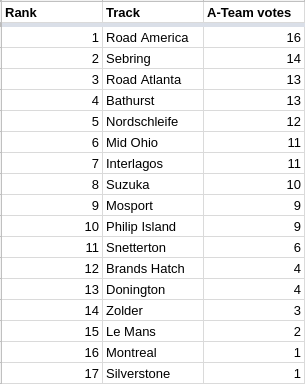 Rank Track A-Team votes
1 Road America 16
2 Sebring 14
3 Road Atlanta 13
4 Bathurst 13
5 Nordschleife 12
6 Mid Ohio 11
7 Interlagos 11
8 Suzuka 10
9 Mosport 9
10 Philip Island 9
11 Snetterton 6
12 Brands Hatch 4
13 Donington 4
14 Zolder 3
15 Le Mans 2
16 Montreal 1
17 Silverstone 1